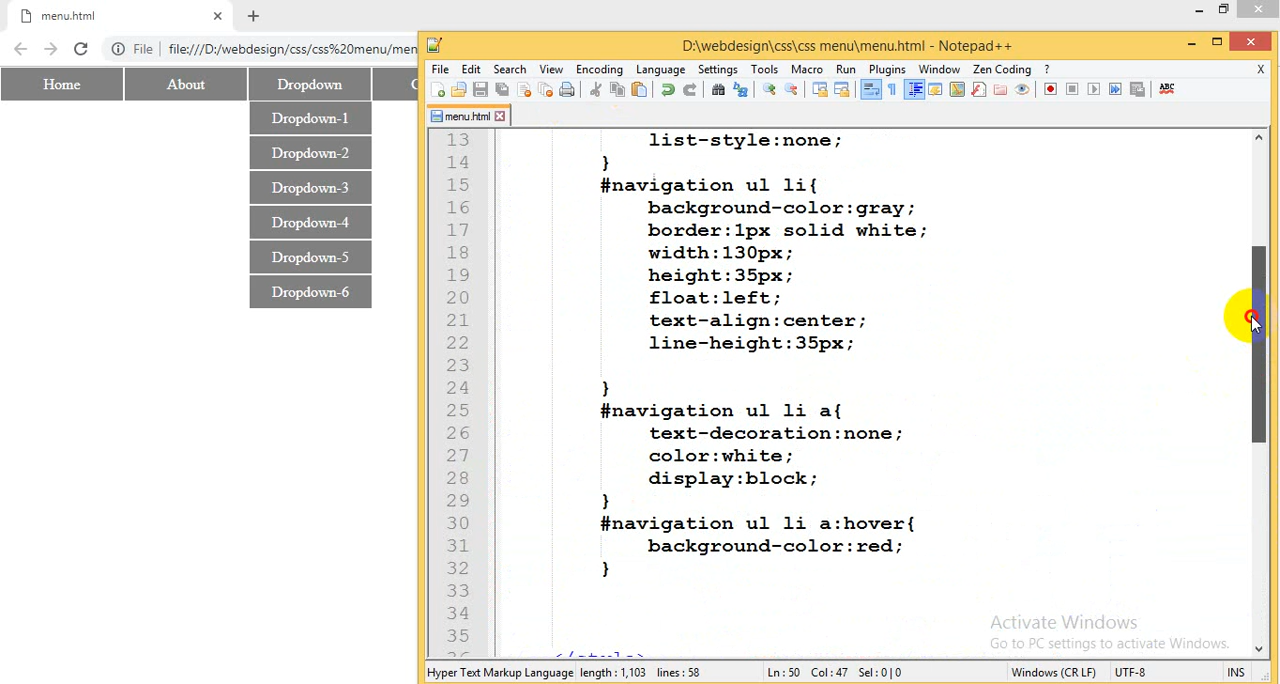 menu.html
File
file:///D:/webdesign/css/css%20menu/men
Home
About
Dropdown
Dropdown-1
Dropdown-2
Dropdown-3
Dropdown-4
Dropdown-5
Dropdown-6
D:\webdesign\css\css menu\menu.html - Notepad++
File Edit Search View Encoding Language Settings Tools Macro Run Plugins Window Zen Coding ? X
menu.html
13 list-style:none;
14 }
15 #navigation ul li{
16 background-color:gray;
17 border:1px solid white;
18 width:130px;
19 height:35px;
20 float:left;
21 text-align:center;
22 line-height:35px;
23
24 }
25 #navigation ul li a{
26 text-decoration:none;
27 color:white;
28 display:block;
29 }
30 #navigation ul li a:hover{
31 background-color:red;
32 }
33
34
35
36 </style>
Activate Windows
Go to PC settings to activate Windows.
Hyper Text Markup Language length : 1,103 lines : 58 Ln : 50 Col : 47 Sel : 0 | 0 Windows (CR LF) UTF-8 INS